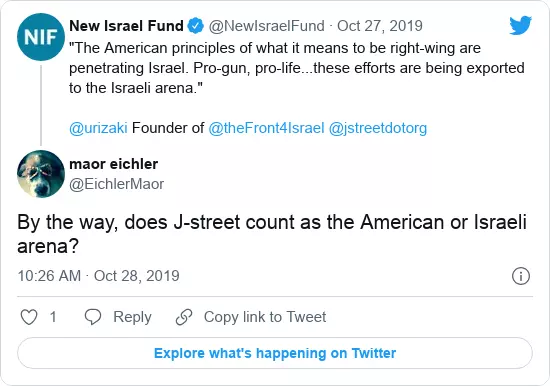 NIF
New Israel Fund @NewIsraelFund · Oct 27, 2019
"The American principles of what it means to be right-wing are
penetrating Israel. Pro-gun, pro-life...these efforts are being exported
to the Israeli arena."
@urizaki Founder of @theFront4Israel @jstreetdotorg
maor eichler
@EichlerMaor
By the way, does J-street count as the American or Israeli
arena?
10:26 AM · Oct 28, 2019
1 Reply Copy link to Tweet
Explore what's happening on Twitter